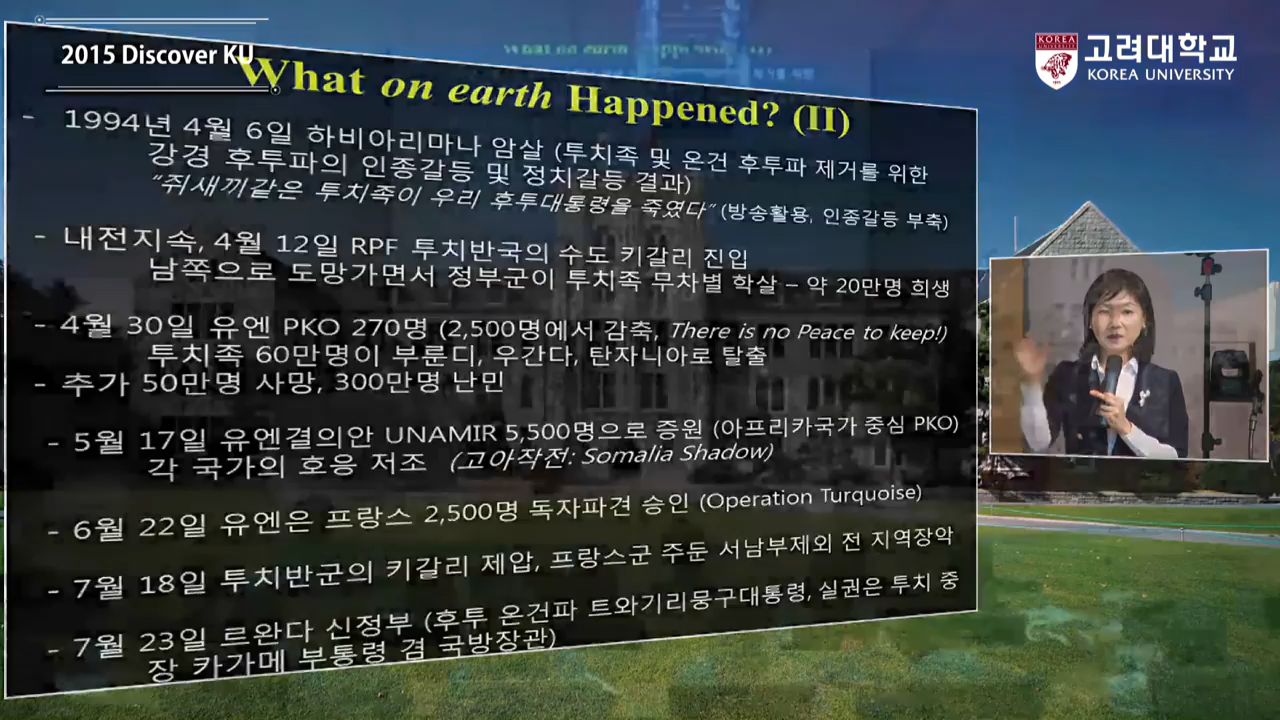 2015 Discover KU
고려대학교
KOREA UNIVERSITY
KOREA
UNIVERSITY
What on earth Happened? (II)
- 1994년 4월 6일 하비아리마나 암살 (투치족 및 온건 후투파 제거를 위한
강경 후투파의 인종갈등 및 정치갈등 결과)
“쥐새끼같은 투치족이 우리 후투대통령을 죽였다” (방송활용, 인종갈등 부축)
- 내전지속, 4월 12일 RPF 투치반국의 수도 키갈리 진입
남쪽으로 도망가면서 정부군이 투치족 무차별 학살 – 약 20만명 희생
- 4월 30일 유엔 PKO 270명 (2,500명에서 감축, There is no Peace to keep!)
투치족 60만명이 부룬디, 우간다, 탄자니아로 탈출
- 추가 50만명 사망, 300만명 난민
- 5월 17일 유엔결의안 UNAMIR 5,500명으로 증원 (아프리카국가 중심 PKO)
각 국가의 호응 저조 (고아작전: Somalia Shadow)
- 6월 22일 유엔은 프랑스 2,500명 독자파견 승인 (Operation Turquoise)
- 7월 18일 투치반군의 키갈리 제압, 프랑스군 주둔 서남부제외 전 지역장악
- 7월 23일 르완다 신정부 (후투 온건파 트와기리뭉구대통령, 실권은 투치 중
장 카가메 부통령 겸 국방장관)